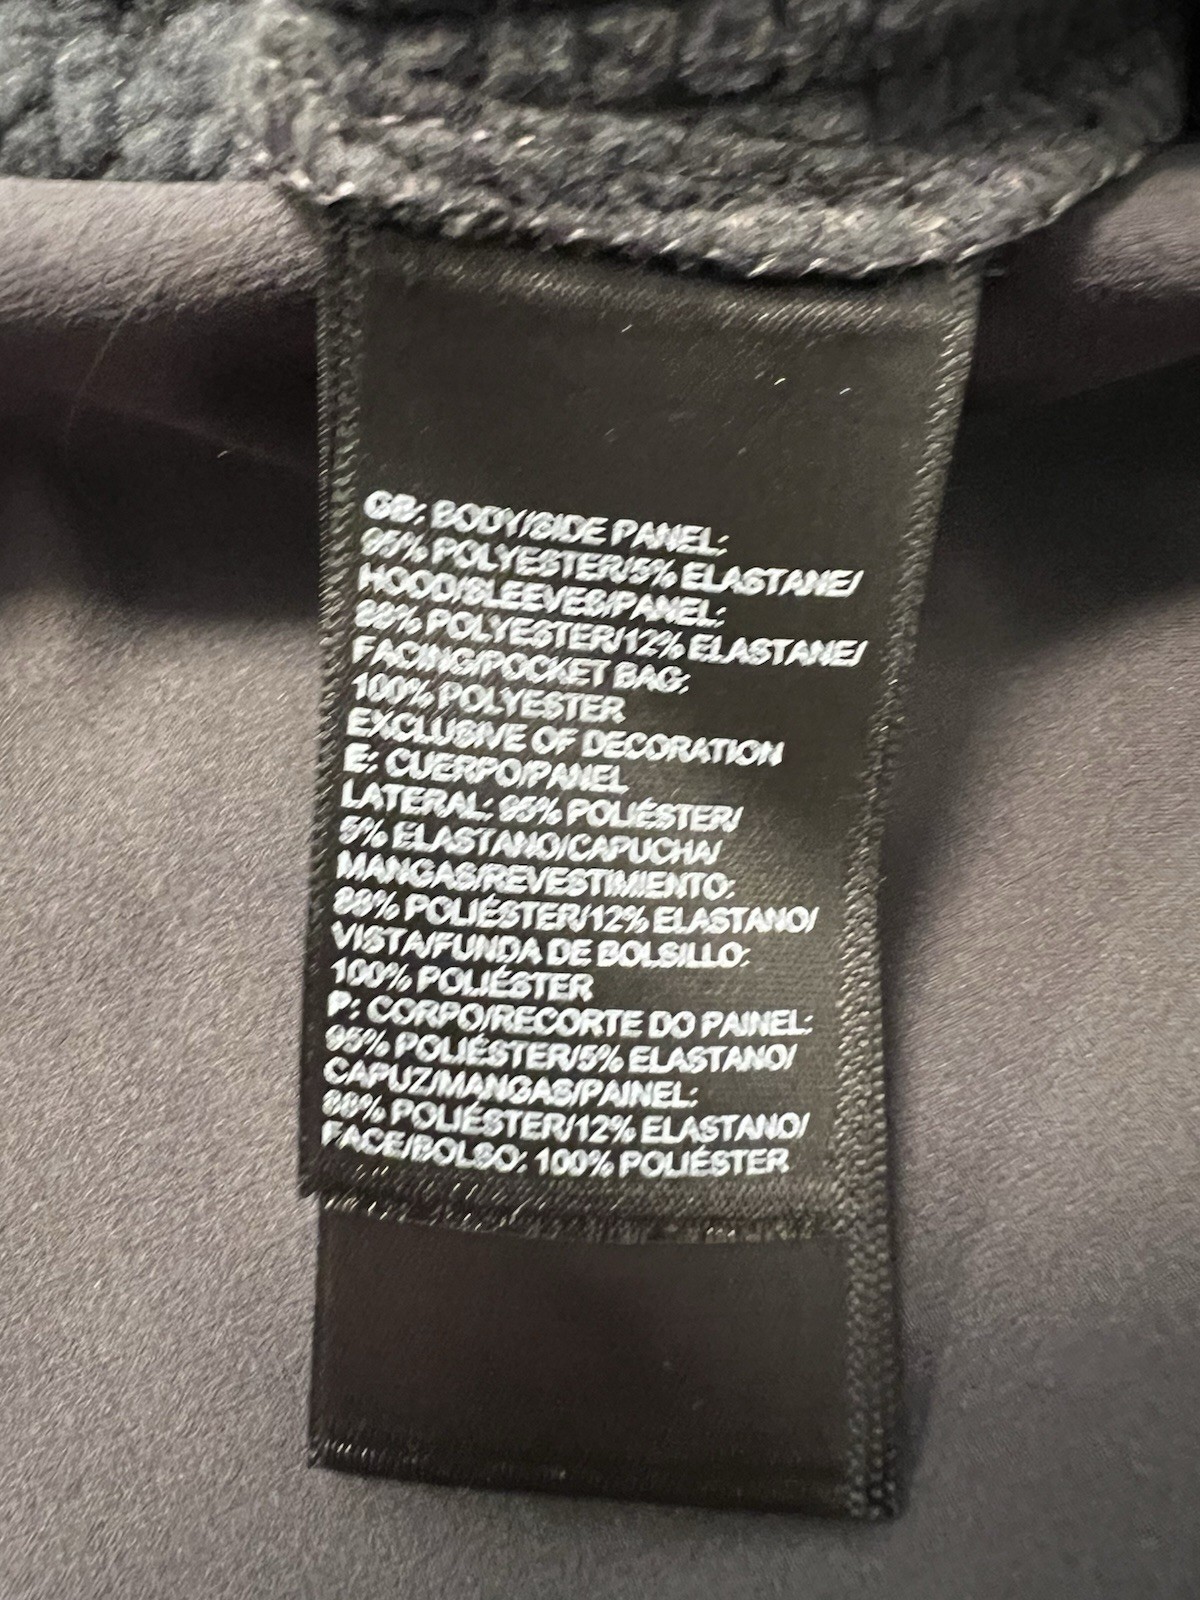 GB: BODY/SIDE PANEL:
95% POLYESTER/5% ELASTANE/
HOOD/SLEEVES/PANEL:
88% POLYESTER/12% ELASTANE/
FACING/POCKET BAG:
100% POLYESTER
EXCLUSIVE OF DECORATION
E: CUERPO/PANEL
LATERAL: 95% POLIÉSTER/
5% ELASTANO/CAPUCHA/
MANGAS/REVESTIMIENTO:
88% POLIÉSTER/12% ELASTANO/
VISTA/FUNDA DE BOLSILLO:
100% POLIÉSTER
P: CORPO/RECORTE DO PAINEL:
95% POLIÉSTER/5% ELASTANO/
CAPUZ/MANGAS/PAINEL:
88% POLIÉSTER/12% ELASTANO/
FACE/BOLSO: 100% POLIÉSTER